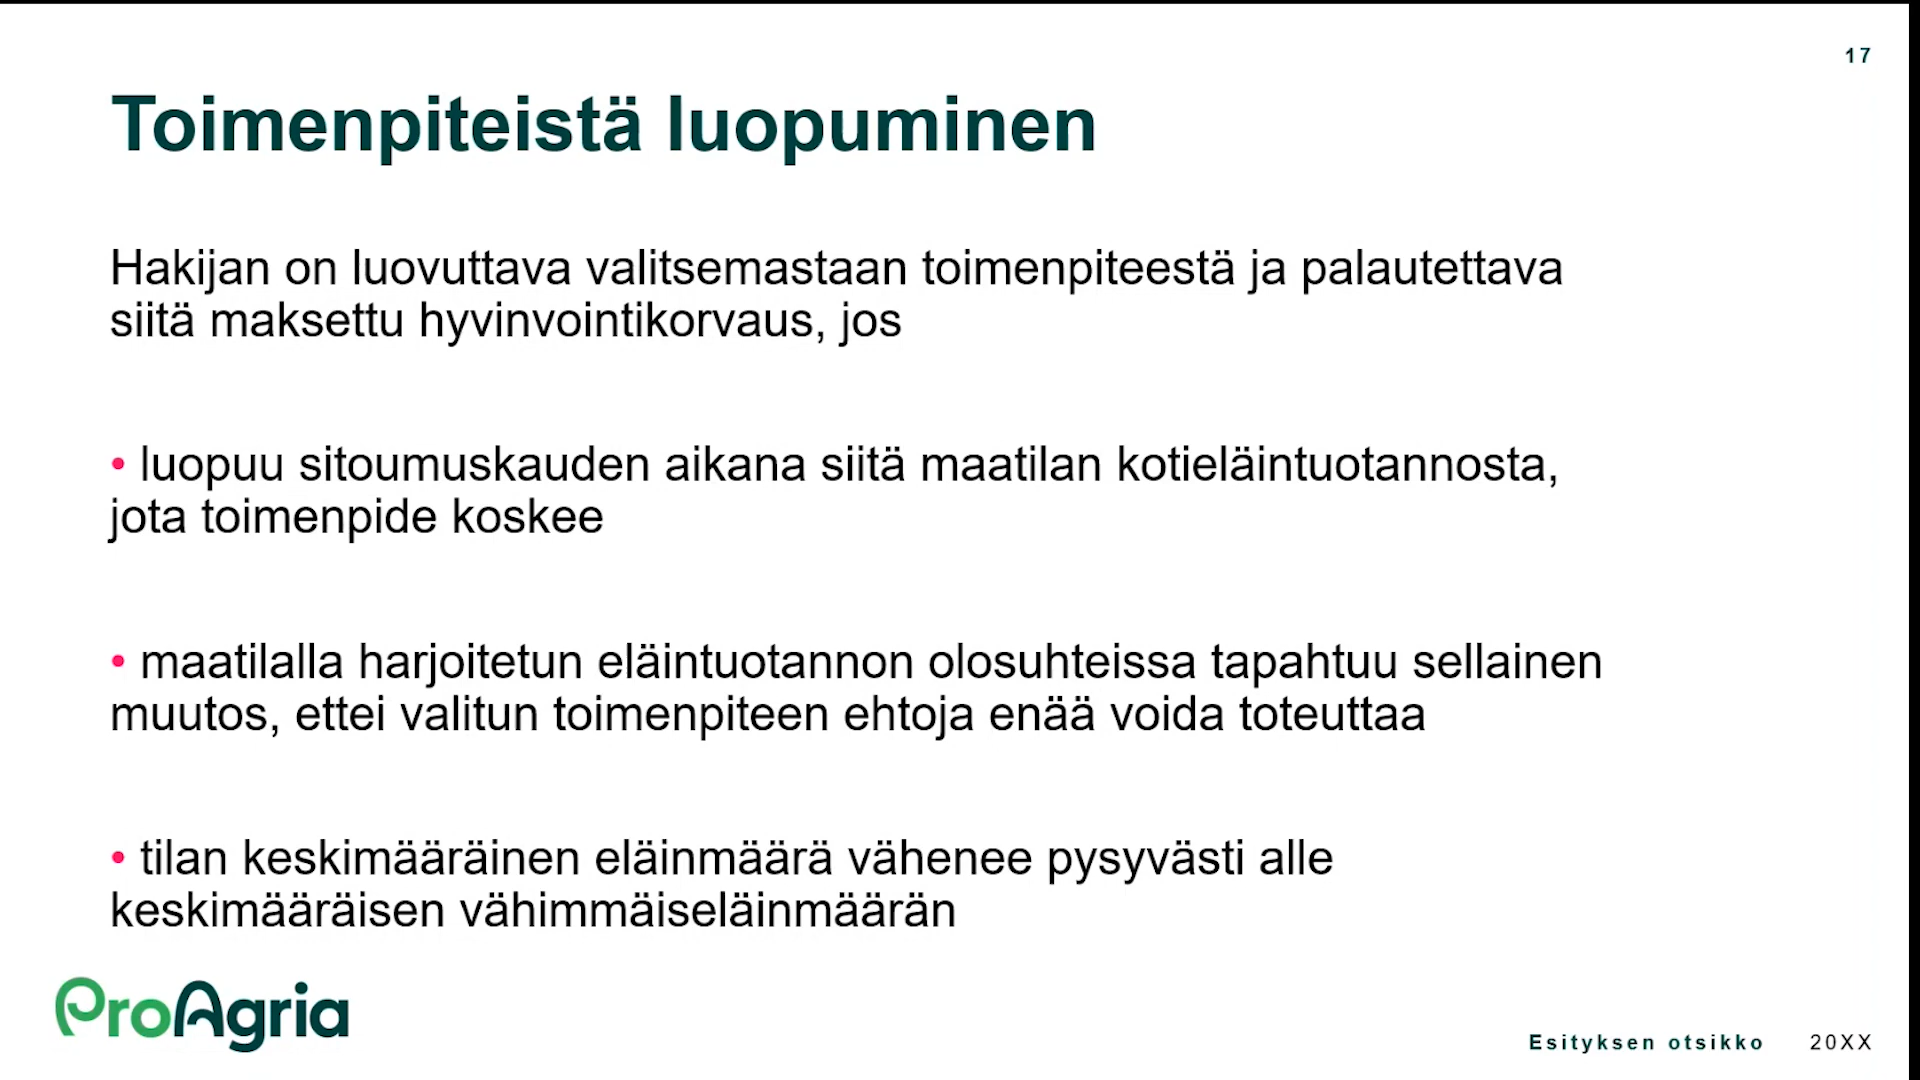 17
Toimenpiteistä luopuminen
Hakijan on luovuttava valitsemastaan toimenpiteestä ja palautettava
siitä maksettu hyvinvointikorvaus, jos
• luopuu sitoumuskauden aikana siitä maatilan kotieläintuotannosta,
jota toimenpide koskee
• maatilalla harjoitetun eläintuotannon olosuhteissa tapahtuu sellainen
muutos, ettei valitun toimenpiteen ehtoja enää voida toteuttaa
• tilan keskimääräinen eläinmäärä vähenee pysyvästi alle
keskimääräisen vähimmäiseläinmäärän
ProAgria
Esityksen otsikko 20XX